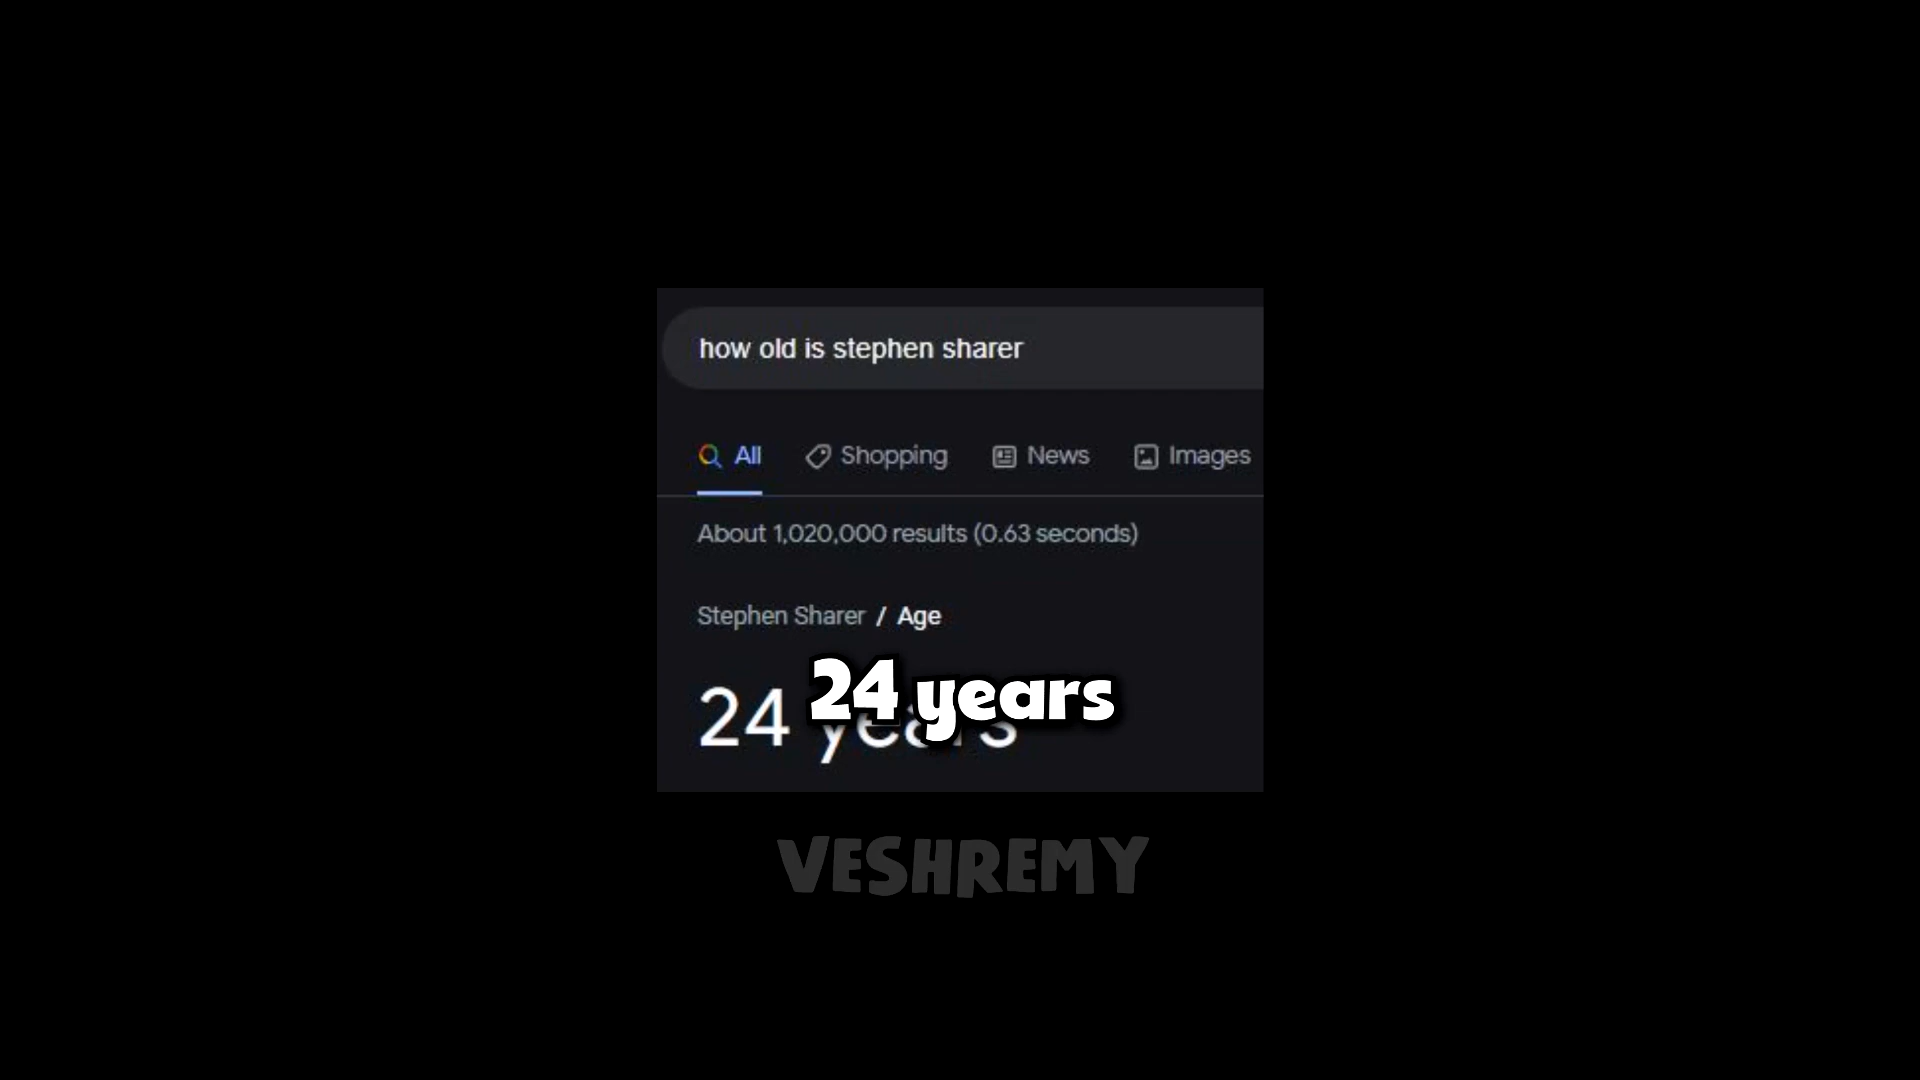 how old is stephen sharer
All Shopping News Images
About 1,020,000 results (0.63 seconds)
Stephen Sharer / Age
24 years
24 years
VESHREMY